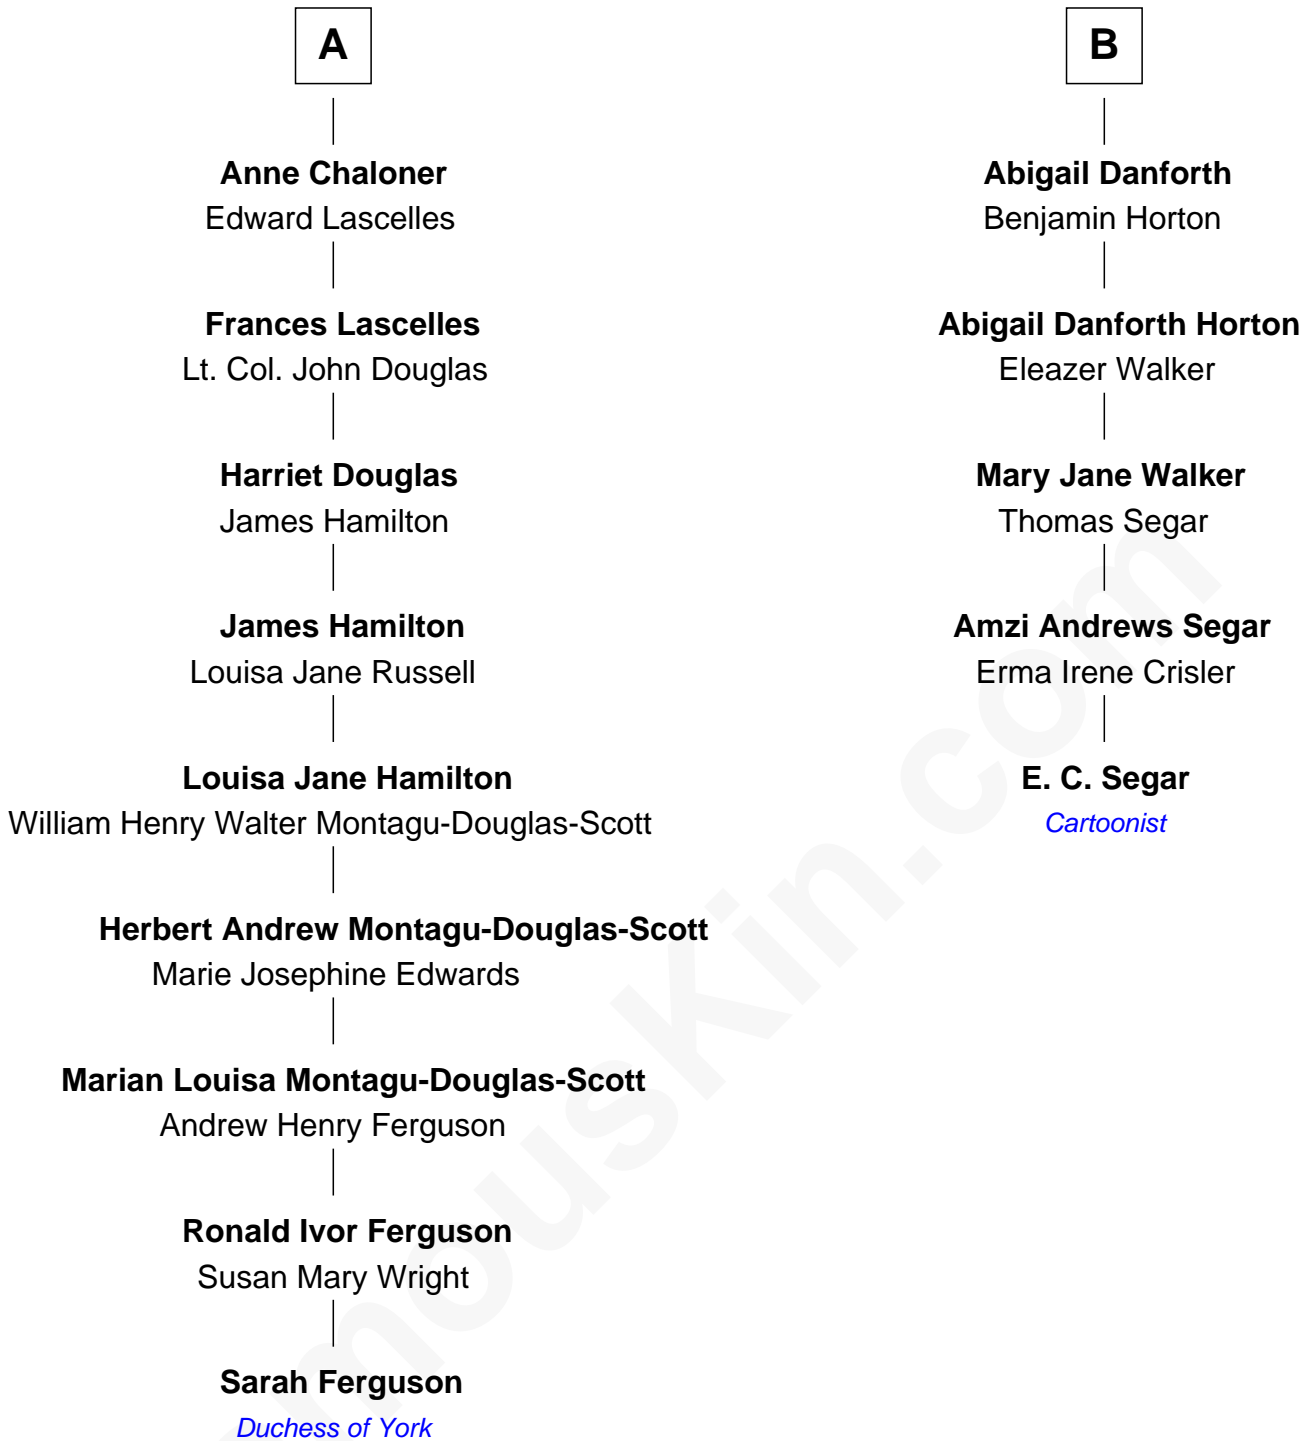 A
Anne Chaloner
Edward Lascelles
Frances Lascelles
Lt. Col. John Douglas
Harriet Douglas
James Hamilton
James Hamilton
Louisa Jane Russell
Louisa Jane Hamilton
William Henry Walter Montagu-Douglas-Scott
Herbert Andrew Montagu-Douglas-Scott
Marie Josephine Edwards
Marian Louisa Montagu-Douglas-Scott
Andrew Henry Ferguson
Ronald Ivor Ferguson
Susan Mary Wright
Sarah Ferguson
Duchess of York
B
Abigail Danforth
Benjamin Horton
Abigail Danforth Horton
Eleazer Walker
Mary Jane Walker
Thomas Segar
Amzi Andrews Segar
Erma Irene Crisler
E. C. Segar
Cartoonist
mouskin.com